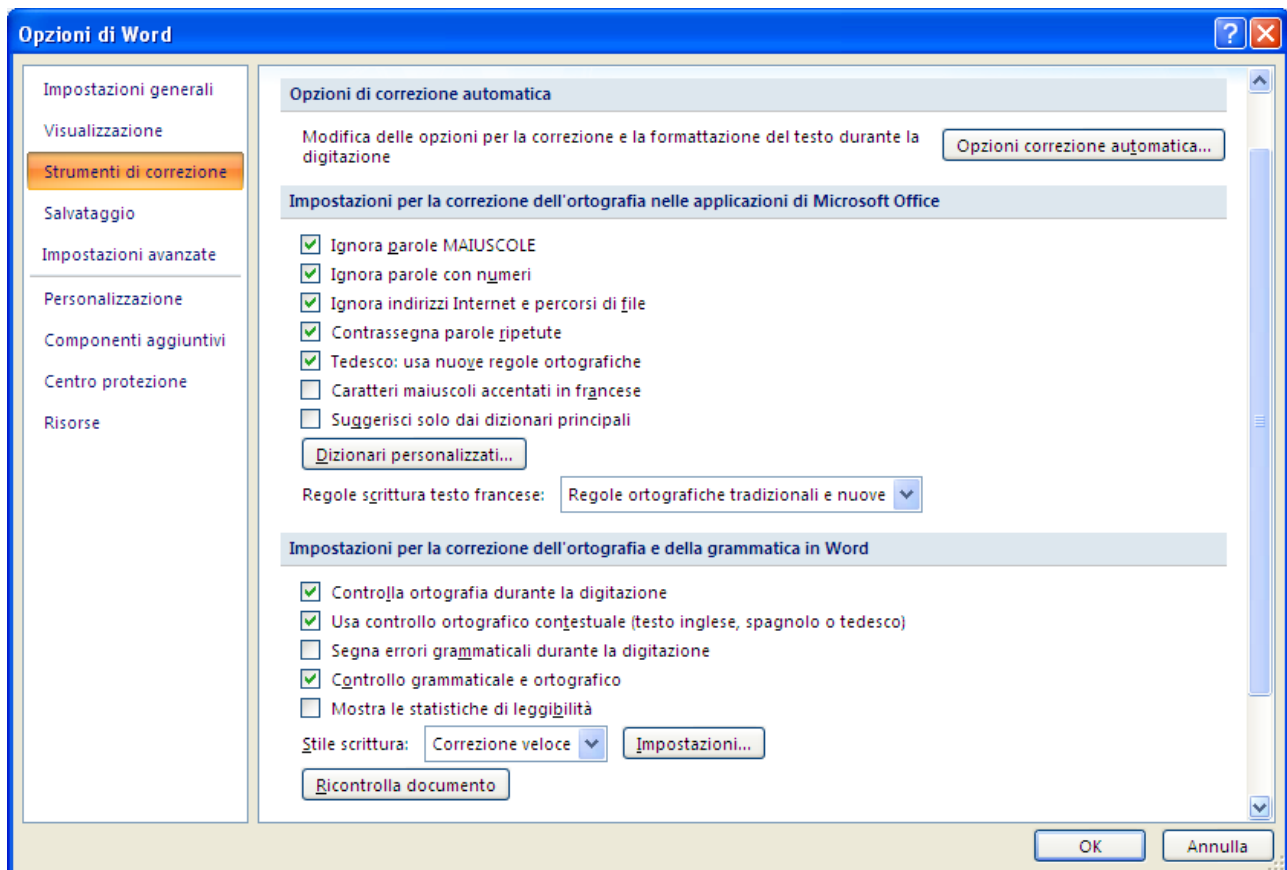 Opzioni di Word
Impostazioni generali
Visualizzazione
Strumenti di correzione
Salvataggio
Impostazioni avanzate
Personalizzazione
Componenti aggiuntivi
Centro protezione
Risorse
Opzioni di correzione automatica
Modifica delle opzioni per la correzione e la formattazione del testo durante la
digitazione
Opzioni correzione automatica...
Impostazioni per la correzione dell'ortografia nelle applicazioni di Microsoft Office
Ignora parole MAIUSCOLE
Ignora parole con numeri
Ignora indirizzi Internet e percorsi di file
Contrassegna parole ripetute
Tedesco: usa nuove regole ortografiche
Caratteri maiuscoli accentati in francese
Suggerisci solo dai dizionari principali
Dizionari personalizzati...
Regole scrittura testo francese: Regole ortografiche tradizionali e nuove
Impostazioni per la correzione dell'ortografia e della grammatica in Word
Controlla ortografia durante la digitazione
Usa controllo ortografico contestuale (testo inglese, spagnolo o tedesco)
Segna errori grammaticali durante la digitazione
Controllo grammaticale e ortografico
Mostra le statistiche di leggibilità
Stile scrittura: Correzione veloce Impostazioni...
Ricontrolla documento
OK Annulla